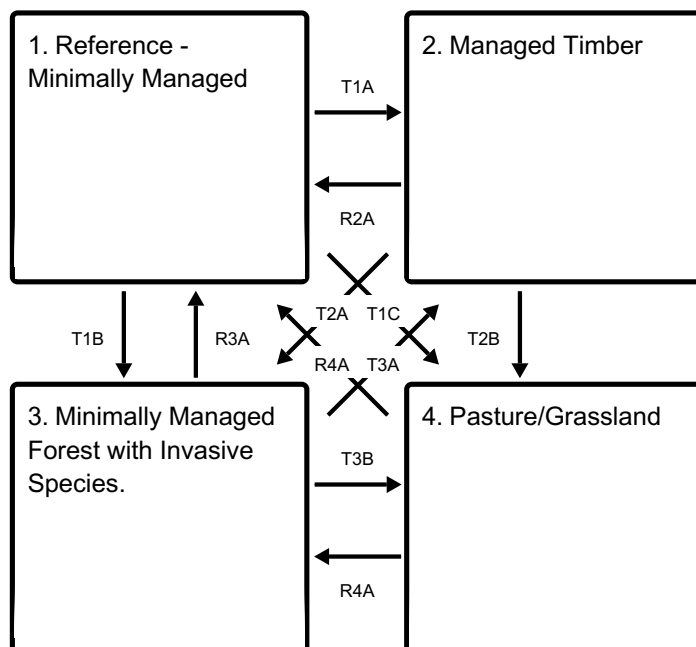 1. Reference -
Minimally Managed
2. Managed Timber
T1A
R2A
T1B
R3A
T2A
T1C
R4A
T3A
T2B
3. Minimally Managed
Forest with Invasive
Species.
4. Pasture/Grassland
T3B
R4A